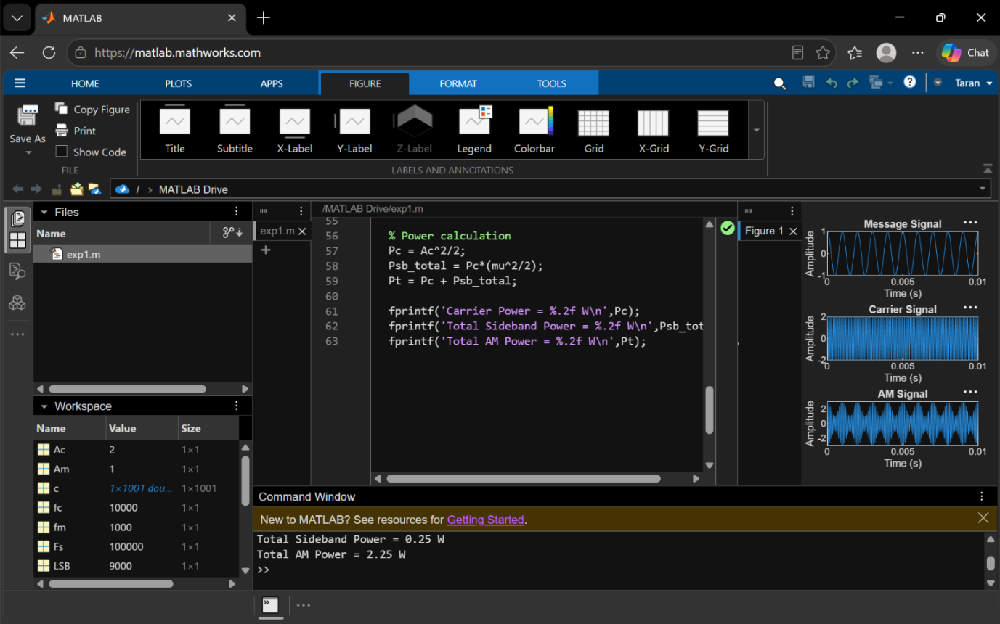 MATLAB
https://matlab.mathworks.com
Chat
HOME
PLOTS
APPS
FIGURE
FORMAT
TOOLS
Taran
Save As
Copy Figure
Print
Show Code
FILE
Title
Subtitle
X-Label
Y-Label
Z-Label
Legend
Colorbar
Grid
X-Grid
Y-Grid
LABELS AND ANNOTATIONS
/ > MATLAB Drive
Files
Name
exp1.m
Workspace
Name Value Size
Ac 2 1×1
Am 1 1×1
c 1×1001 dou... 1×1001
fc 10000 1×1
fm 1000 1×1
Fs 100000 1×1
LSB 9000 1×1
exp1.m
/MATLAB Drive/exp1.m
55
56 % Power calculation
57 Pc = Ac^2/2;
58 Psb_total = Pc*(mu^2/2);
59 Pt = Pc + Psb_total;
60
61 fprintf('Carrier Power = %.2f W\n',Pc);
62 fprintf('Total Sideband Power = %.2f W\n',Psb_tot
63 fprintf('Total AM Power = %.2f W\n',Pt);
Figure 1
Message Signal
Amplitude
1
0
-1
0 0.005 0.01
Time (s)
Carrier Signal
Amplitude
2
0
-2
0 0.005 0.01
Time (s)
AM Signal
Amplitude
2
0
-2
0 0.005 0.01
Time (s)
Command Window
New to MATLAB? See resources for Getting Started.
Total Sideband Power = 0.25 W
Total AM Power = 2.25 W
>>